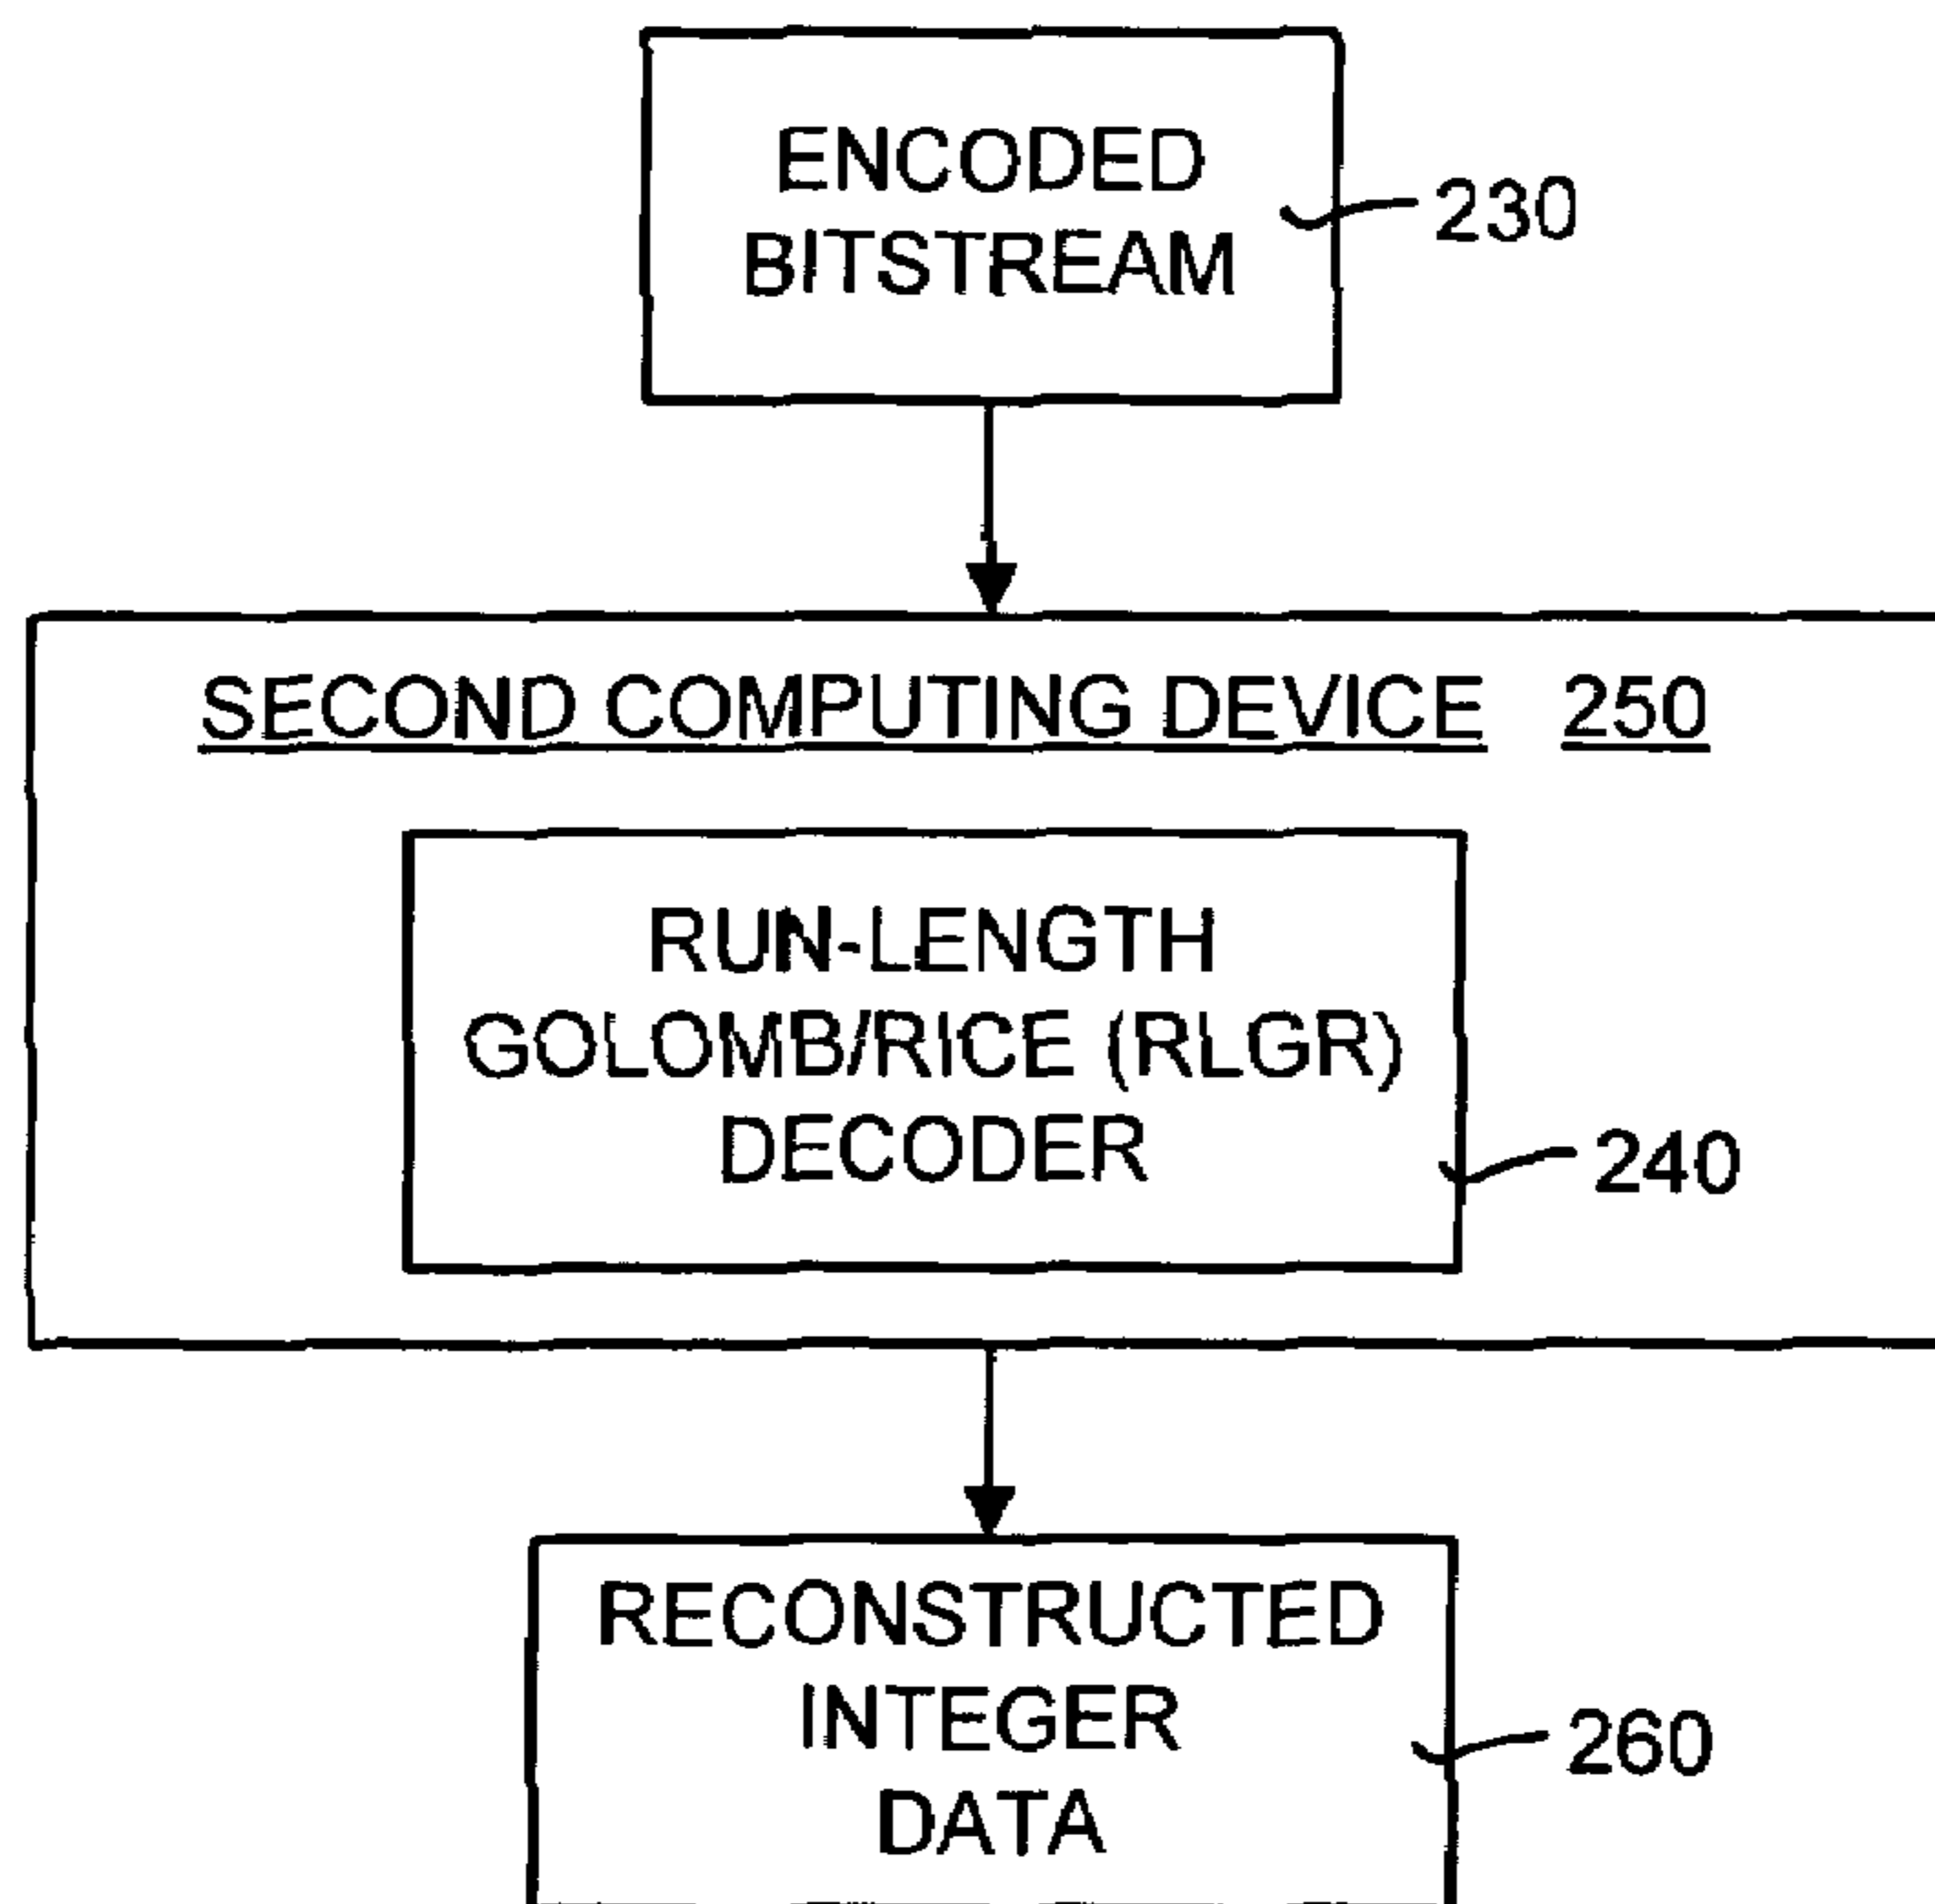 ENCODED
BITSTREAM
230
SECOND COMPUTING DEVICE 250
RUN-LENGTH
GOLOMB/RICE (RLGR)
DECODER
240
RECONSTRUCTED
INTEGER
260
DATA